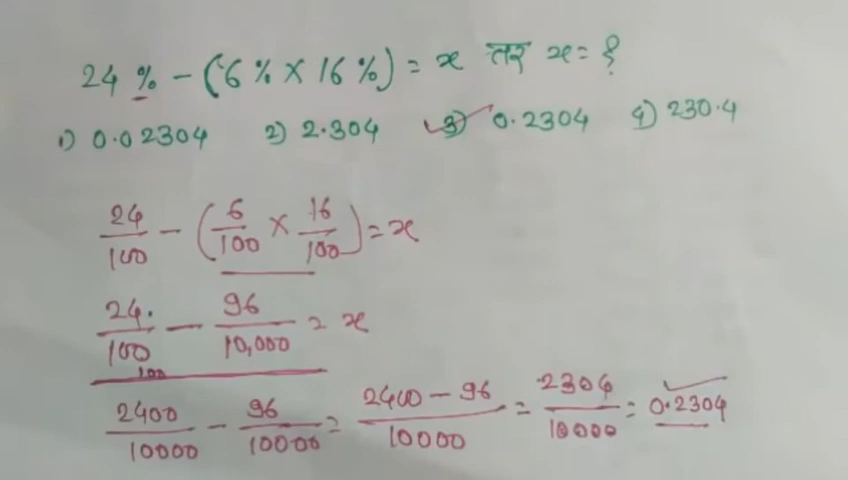 24 % - (6 % × 16 %) = x तर x = ?
1) 0.02304 2) 2.304 3) 0.2304 4) 230.4
24/100 - (6/100 × 16/100) = x
24/100 - 96/10,000 = x
100
2400/10000 - 96/10000 = 2400 - 96/10000 = 2304/10000 = 0.2304